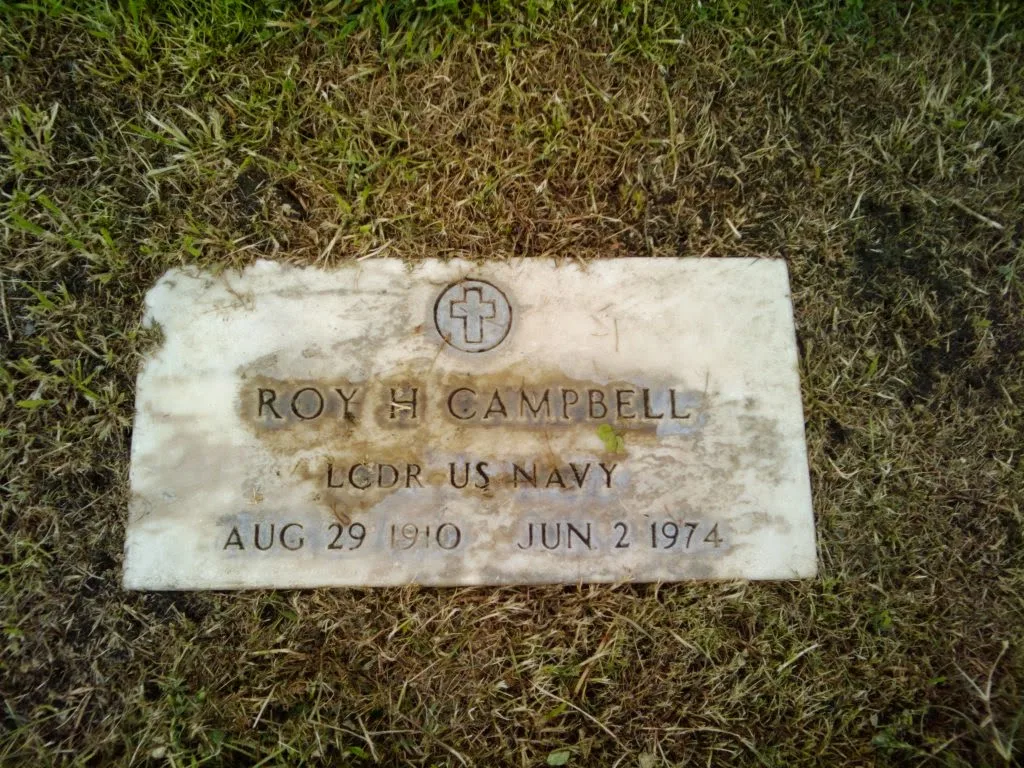 ROY H CAMPBELL
LCDR US NAVY
AUG 29 1910 JUN 2 1974